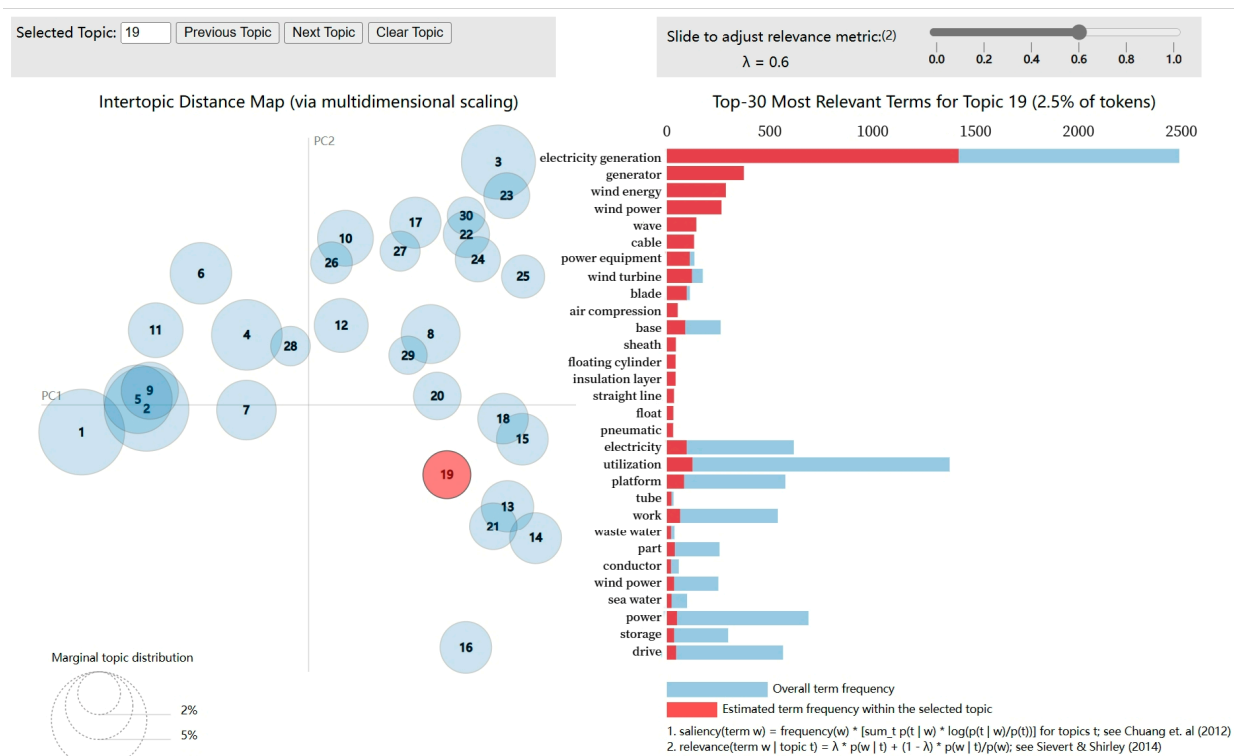 Selected Topic: 19 Previous Topic Next Topic Clear Topic
Slide to adjust relevance metric:(2)
λ = 0.6
0.0 0.2 0.4 0.6 0.8 1.0
Intertopic Distance Map (via multidimensional scaling)
PC2
PC1
3
23
30
17
22
10
27
24
26
6
25
12
11
4
8
28
29
9
5
2
20
7
18
1
15
19
13
21
14
16
Marginal topic distribution
2%
5%
Top-30 Most Relevant Terms for Topic 19 (2.5% of tokens)
0 500 1000 1500 2000 2500
electricity generation
generator
wind energy
wind power
wave
cable
power equipment
wind turbine
blade
air compression
base
sheath
floating cylinder
insulation layer
straight line
float
pneumatic
electricity
utilization
platform
tube
work
waste water
part
conductor
wind power
sea water
power
storage
drive
Overall term frequency
Estimated term frequency within the selected topic
1. saliency(term w) = frequency(w) * [sum_t p(t | w) * log(p(t | w)/p(t))] for topics t; see Chuang et. al (2012)
2. relevance(term w | topic t) = λ * p(w | t) + (1 - λ) * p(w | t)/p(w); see Sievert & Shirley (2014)